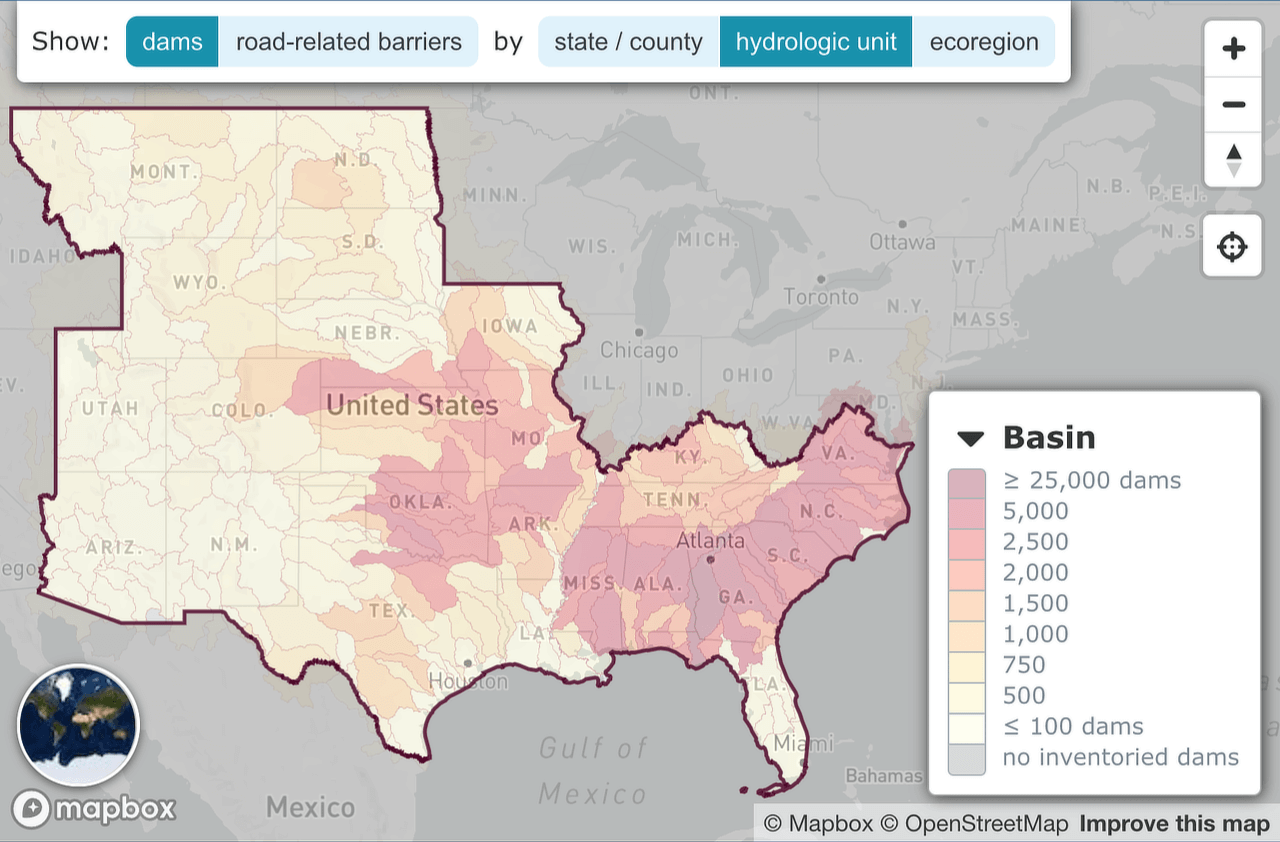 Show: dams road-related barriers by state / county hydrologic unit ecoregion
ONT.
N.D.
MONT.
MINN.
N.B.
P.E.I.
MAINE
N.S.
IDAHO
S.D.
WIS.
MICH.
Ottawa
VT.
WYO.
Toronto
N.Y.
MASS.
NEBR.
IOWA
Chicago
PA.
OHIO
ILL.
IND.
N.J.
EV.
UTAH
COLO.
United States
MD.
W.VA
MO.
KY.
VA.
OKLA.
TENN.
N.C.
ARK.
ARIZ.
N.M.
Atlanta
S.C.
ego
MISS.
ALA.
GA.
TEX.
LA.
Houston
FLA.
Gulf of
Mexico
Miami
Bahamas
Mexico
Basin
≥ 25,000 dams
5,000
2,500
2,000
1,500
1,000
750
500
≤ 100 dams
no inventoried dams
mapbox
© Mapbox © OpenStreetMap Improve this map